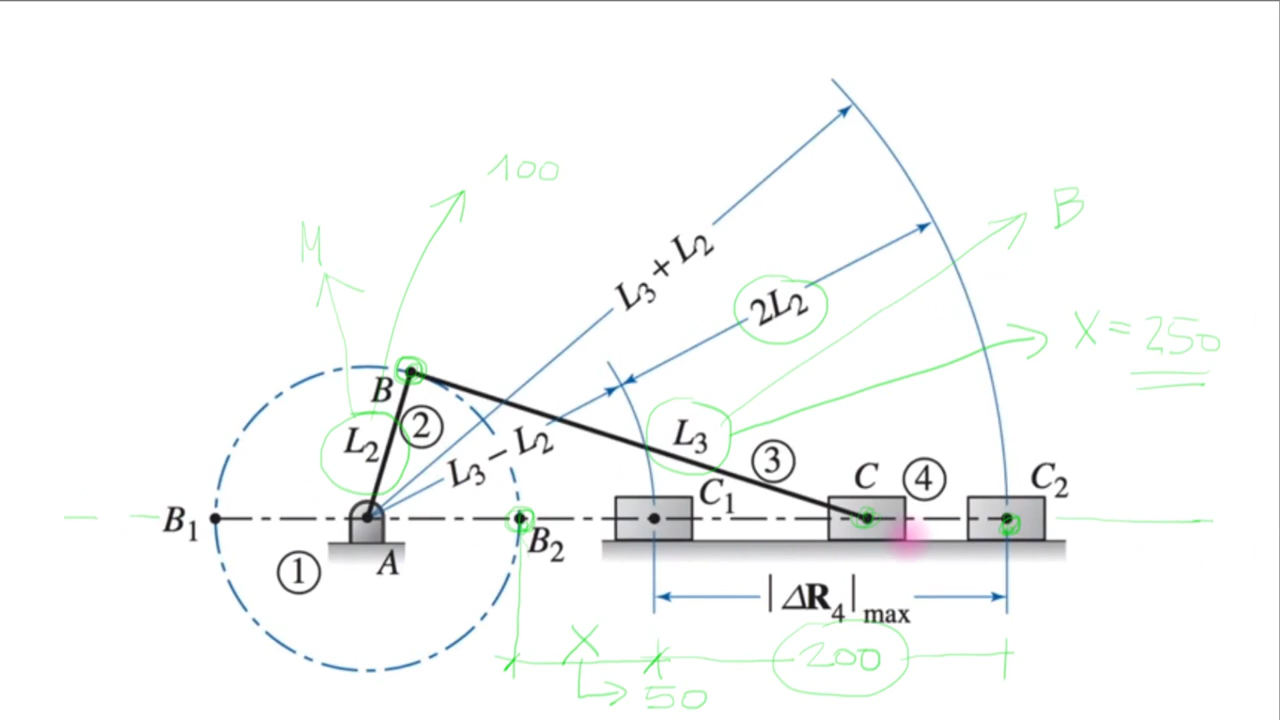 100
M
B
L₃ + L₂
2L₂
X = 250
B
L₂
②
L₃ − L₂
L₃
③
C₁
C
④
C₂
B₁
B₂
①
A
|ΔR₄|max
X
200
50